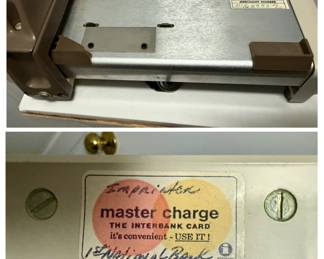 Imprinter
master charge
THE INTERBANK CARD
it's convenient - USE IT!
1st National Bank